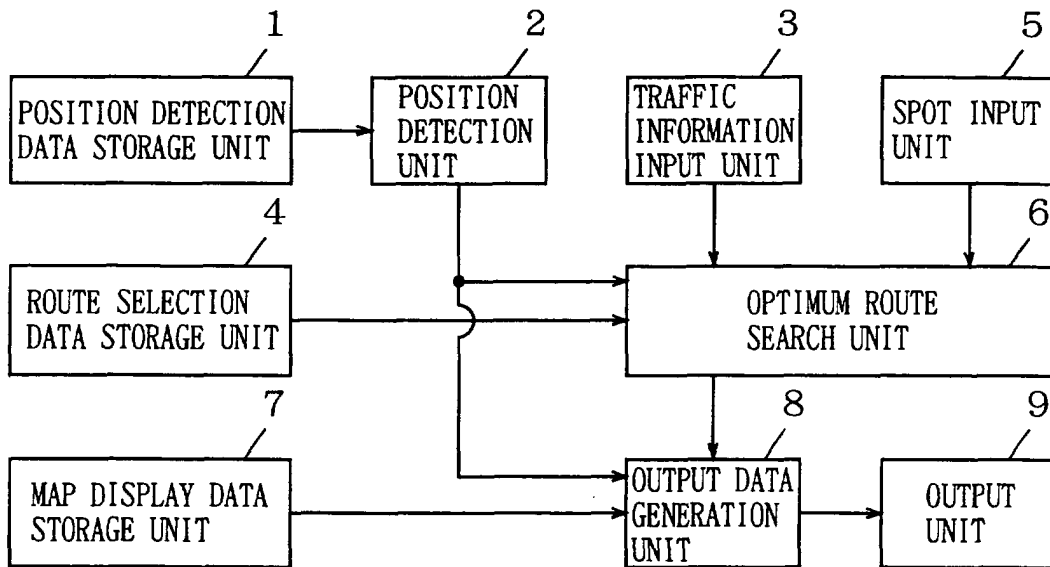 1
2
3
5
POSITION DETECTION
DATA STORAGE UNIT
POSITION
DETECTION
UNIT
TRAFFIC
INFORMATION
INPUT UNIT
SPOT INPUT
UNIT
4
6
ROUTE SELECTION
DATA STORAGE UNIT
OPTIMUM ROUTE
SEARCH UNIT
7
8
9
MAP DISPLAY DATA
STORAGE UNIT
OUTPUT DATA
GENERATION
UNIT
OUTPUT
UNIT